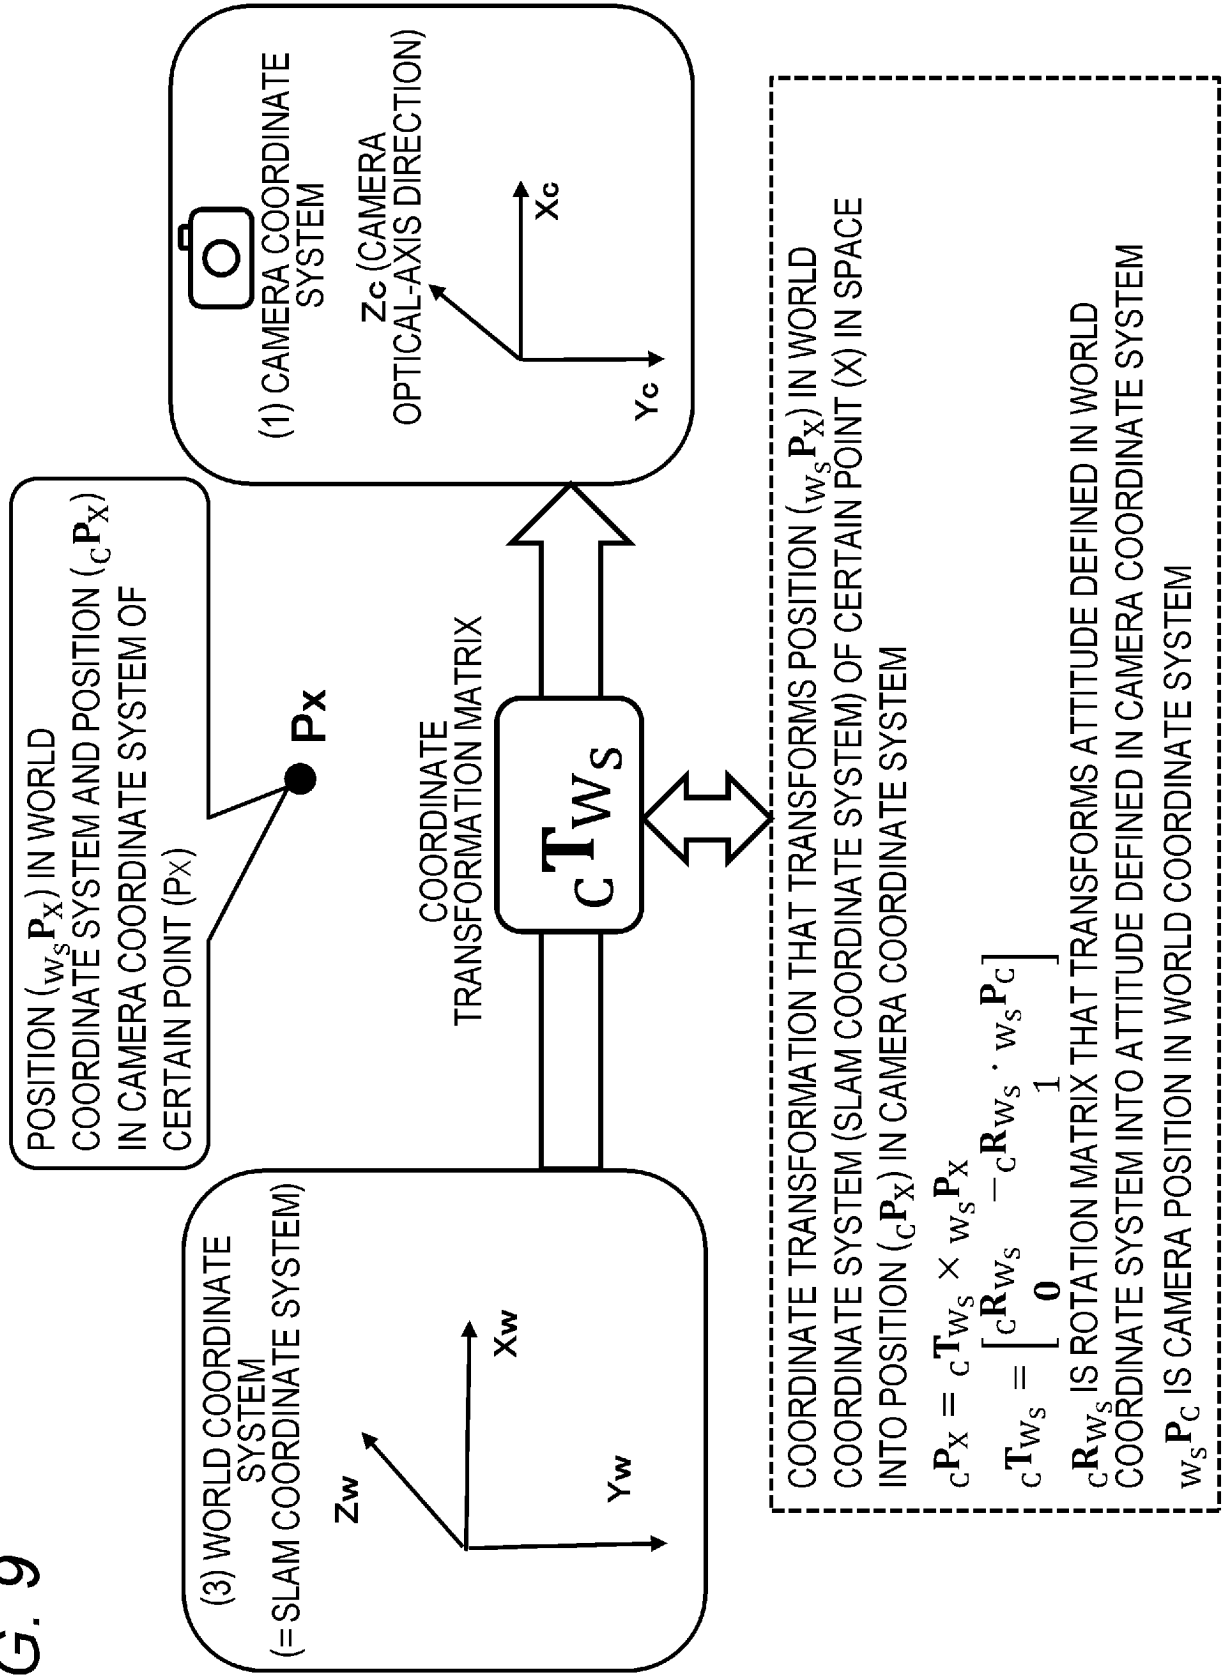 G. 9
POSITION (WSPX) IN WORLD
COORDINATE SYSTEM AND POSITION (CPX)
IN CAMERA COORDINATE SYSTEM OF
CERTAIN POINT (PX)
PX
(3) WORLD COORDINATE
SYSTEM
(=SLAM COORDINATE SYSTEM)
Zw
Xw
Yw
COORDINATE
TRANSFORMATION MATRIX
CTWS
(1) CAMERA COORDINATE
SYSTEM
Zc (CAMERA
OPTICAL-AXIS DIRECTION)
Xc
Yc
COORDINATE TRANSFORMATION THAT TRANSFORMS POSITION (WSPX) IN WORLD
COORDINATE SYSTEM (SLAM COORDINATE SYSTEM) OF CERTAIN POINT (X) IN SPACE
INTO POSITION (CPX) IN CAMERA COORDINATE SYSTEM
CPX = CTWS × WSPX
CTWS = [CRWS −CRWS · WSPC
0 1]
CRWS IS ROTATION MATRIX THAT TRANSFORMS ATTITUDE DEFINED IN WORLD
COORDINATE SYSTEM INTO ATTITUDE DEFINED IN CAMERA COORDINATE SYSTEM
WSPC IS CAMERA POSITION IN WORLD COORDINATE SYSTEM